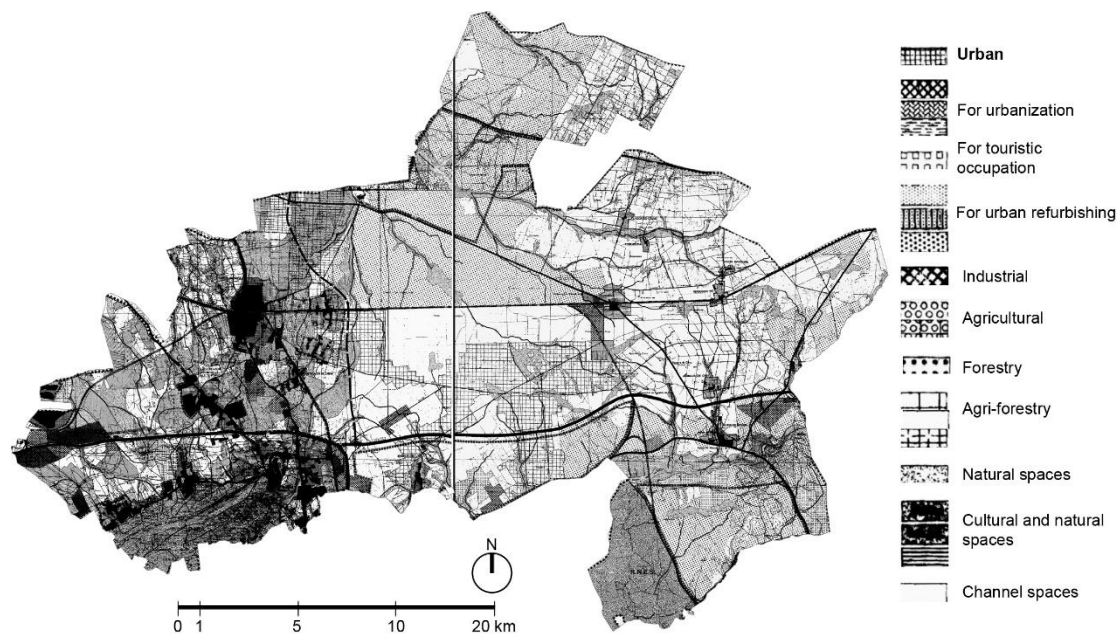 Urban
For urbanization
For touristic
occupation
For urban refurbishing
Industrial
Agricultural
Forestry
Agri-forestry
Natural spaces
Cultural and natural
spaces
Channel spaces
N
0 1 5 10 20 km